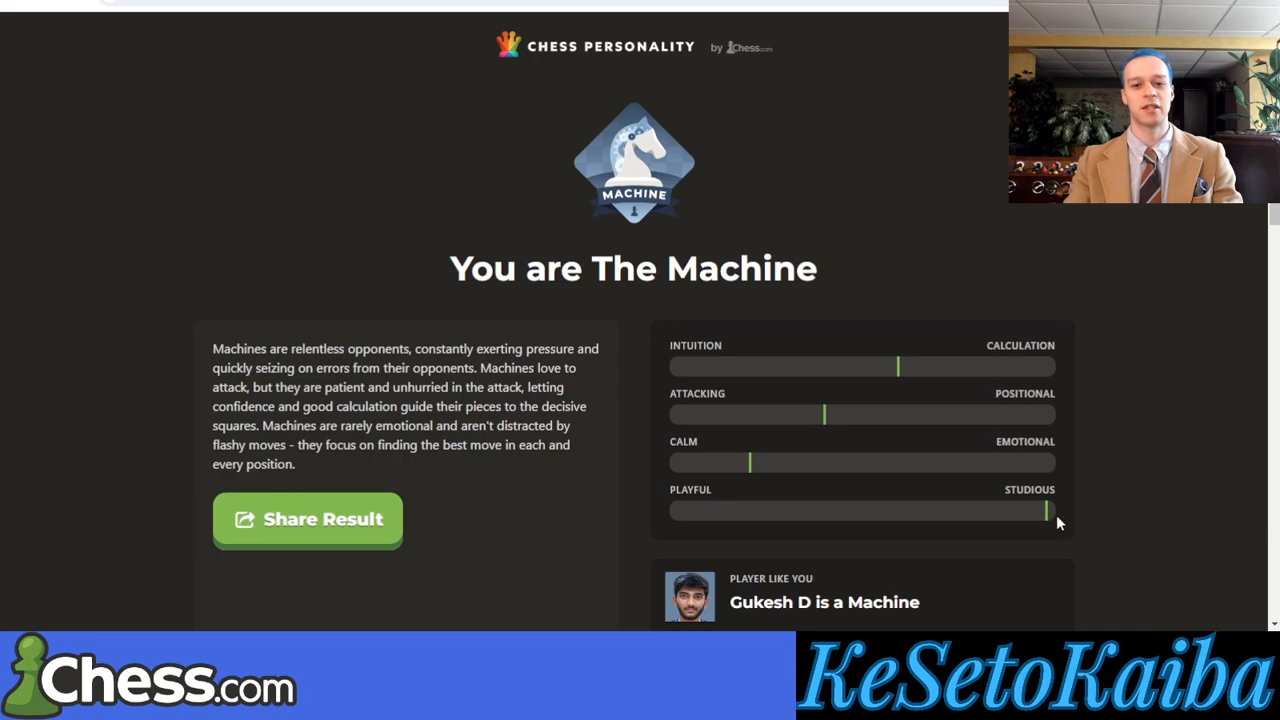 CHESS PERSONALITY by Chess.com
MACHINE
You are The Machine
Machines are relentless opponents, constantly exerting pressure and
quickly seizing on errors from their opponents. Machines love to
attack, but they are patient and unhurried in the attack, letting
confidence and good calculation guide their pieces to the decisive
squares. Machines are rarely emotional and aren't distracted by
flashy moves - they focus on finding the best move in each and
every position.
Share Result
INTUITION CALCULATION
ATTACKING POSITIONAL
CALM EMOTIONAL
PLAYFUL STUDIOUS
PLAYER LIKE YOU
Gukesh D is a Machine
Chess.com
KeSetoKaiba